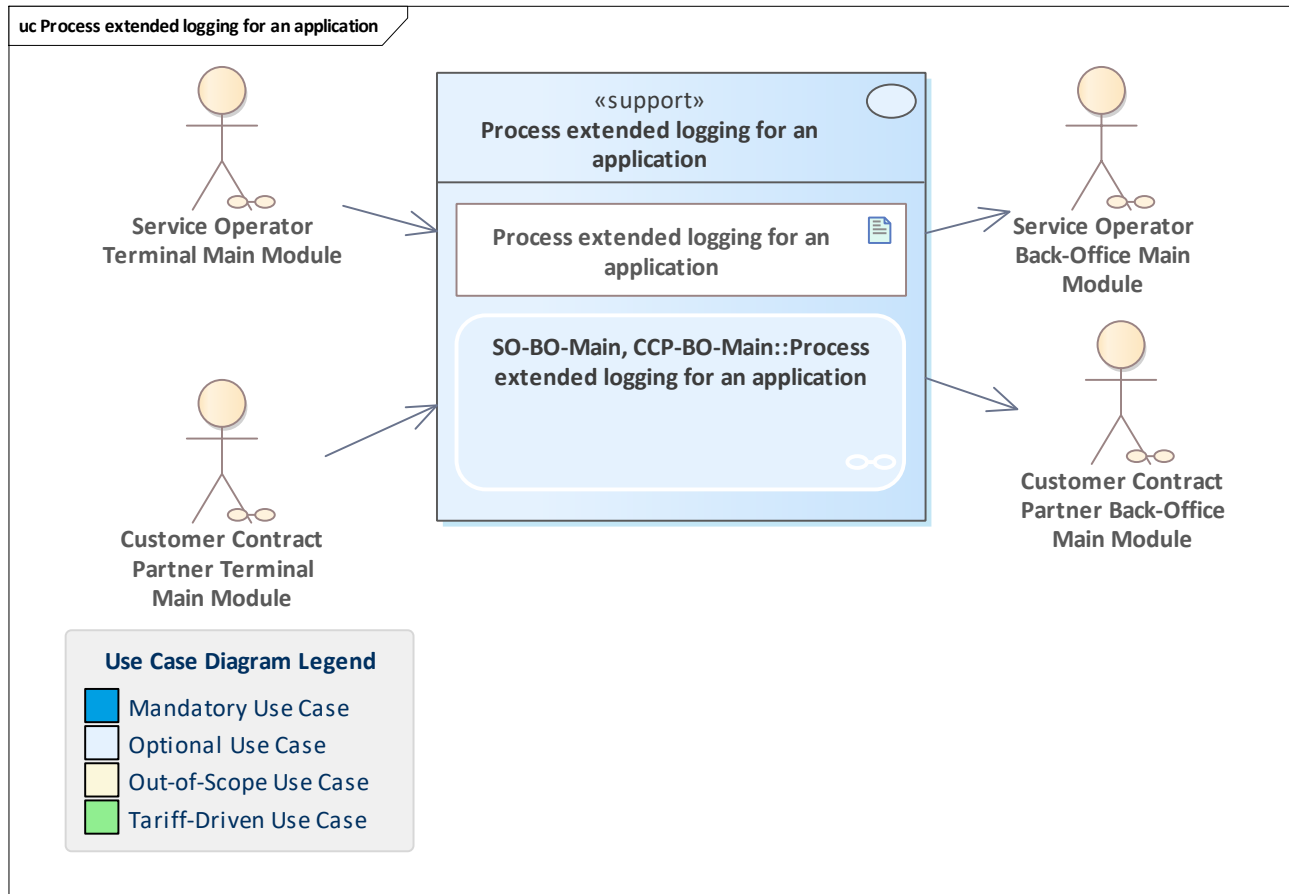 uc Process extended logging for an application
«support»
Process extended logging for an
application
Process extended logging for an
application
SO-BO-Main, CCP-BO-Main::Process
extended logging for an application
Service Operator
Terminal Main Module
Service Operator
Back-Office Main
Module
Customer Contract
Partner Terminal
Main Module
Customer Contract
Partner Back-Office
Main Module
Use Case Diagram Legend
Mandatory Use Case
Optional Use Case
Out-of-Scope Use Case
Tariff-Driven Use Case